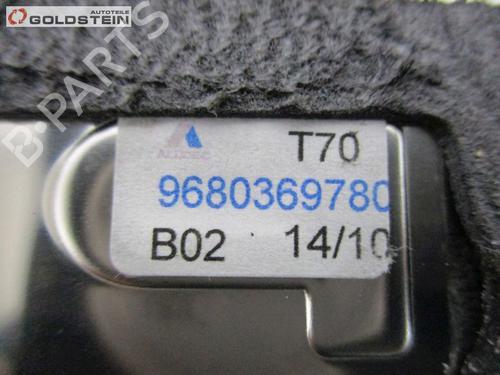 AUTOTEILE
GOLDSTEIN
B-PARTS
T70
9680369780
B02 14/10